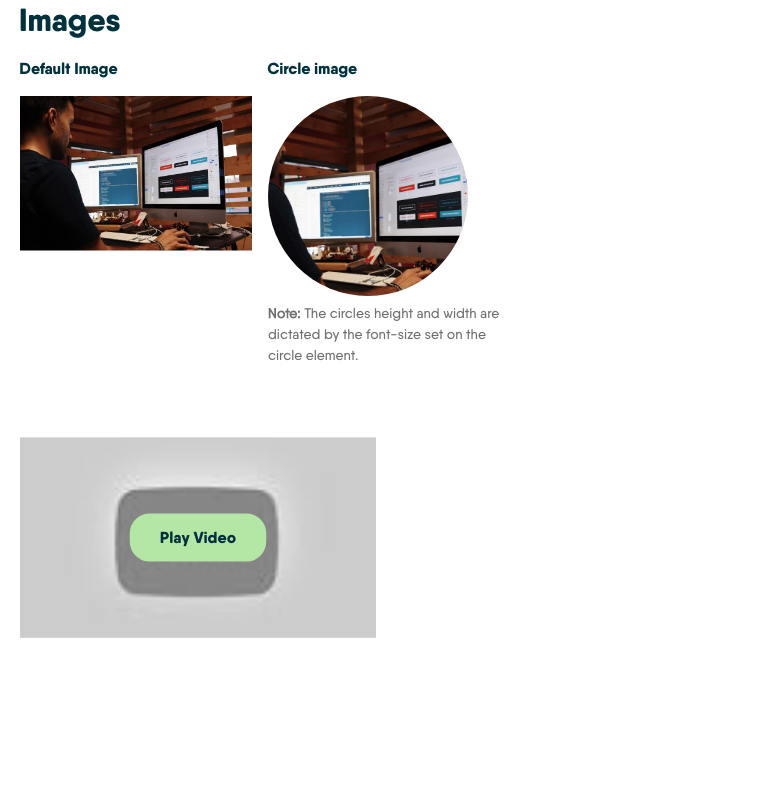 Images
Default Image
Circle image
Note: The circles height and width are
dictated by the font-size set on the
circle element.
Play Video